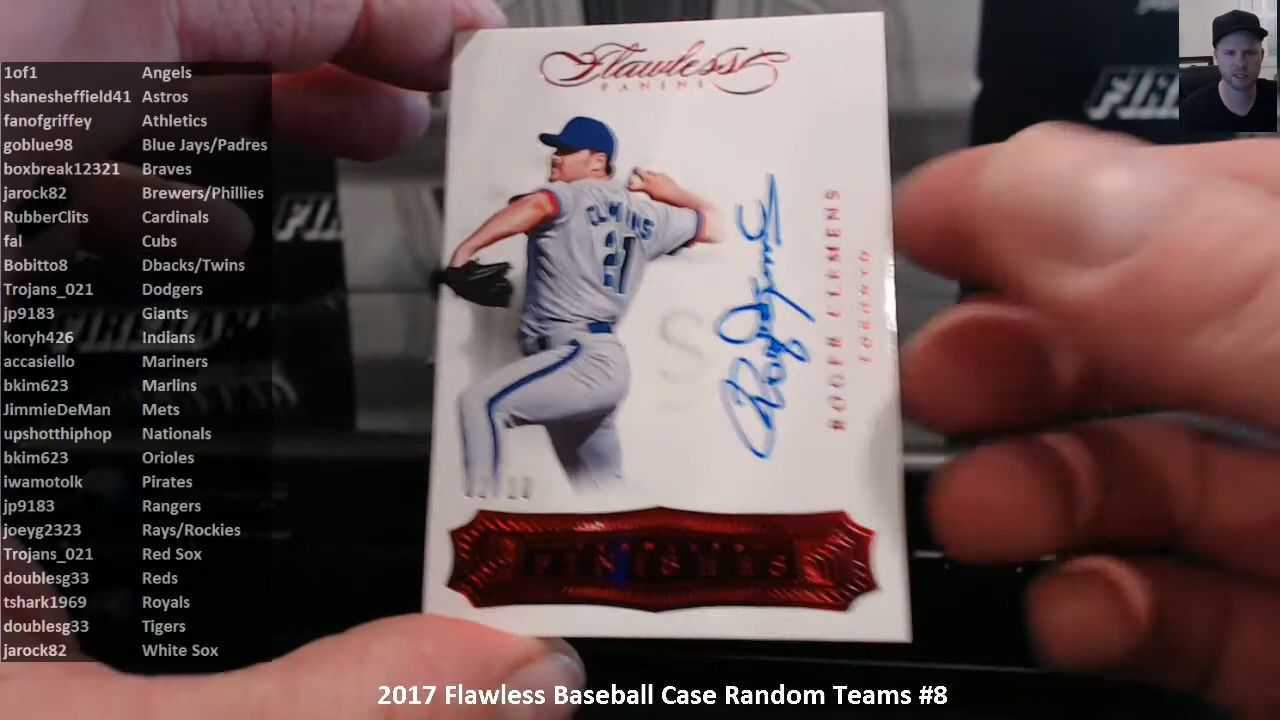 1of1 Angels
shanesheffield41 Astros
fanofgriffey Athletics
goblue98 Blue Jays/Padres
boxbreak12321 Braves
jarock82 Brewers/Phillies
RubberClits Cardinals
fal Cubs
Bobitto8 Dbacks/Twins
Trojans_021 Dodgers
jp9183 Giants
koryh426 Indians
accasiello Mariners
bkim623 Marlins
JimmieDeMan Mets
upshotthiphop Nationals
bkim623 Orioles
iwamotolk Pirates
jp9183 Rangers
joeyg2323 Rays/Rockies
Trojans_021 Red Sox
doublesg33 Reds
tshark1969 Royals
doublesg33 Tigers
jarock82 White Sox
Flawless
PANINI
CLEMENS
21
ROGER CLEMENS
TORONTO
FINISHES
2017 Flawless Baseball Case Random Teams #8